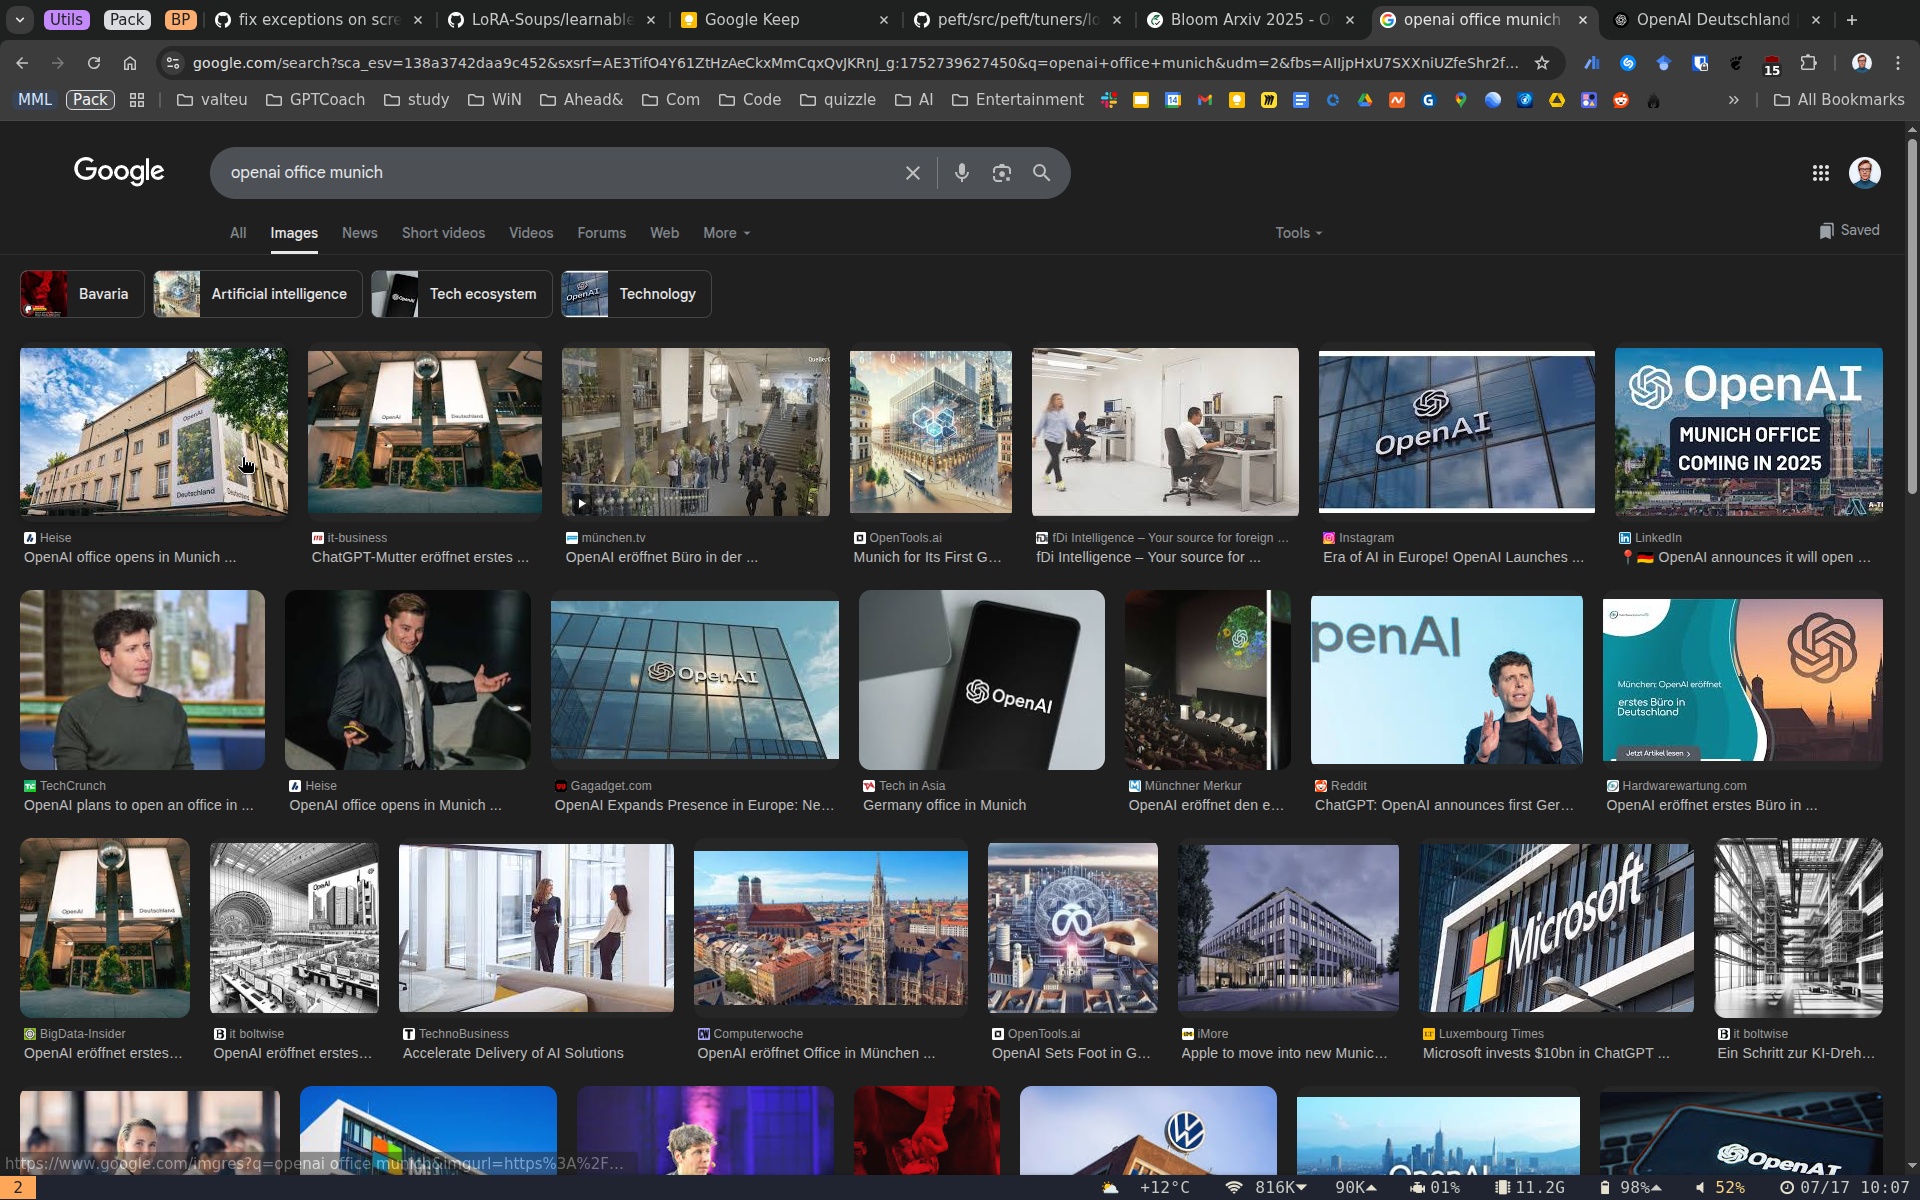 Utils
Pack
BP
fix exceptions on scre
LoRA-Soups/learnable
Google Keep
peft/src/peft/tuners/lo
Bloom Arxiv 2025 - O
openai office munich
OpenAI Deutschland
google.com/search?sca_esv=138a3742daa9c452&sxsrf=AE3TifO4Y61ZtHzAeCkxMmCqxQvJKRnJ_g:1752739627450&q=openai+office+munich&udm=2&fbs=AIIjpHxU7SXXniUZfeShr2f...
15
MML
Pack
valteu
GPTCoach
study
WiN
Ahead&
Com
Code
quizzle
AI
Entertainment
14
All Bookmarks
Google
openai office munich
All
Images
News
Short videos
Videos
Forums
Web
More
Tools
Saved
Bavaria
Artificial intelligence
Tech ecosystem
Technology
OpenAI
Deutschland
OpenAI
Deutschland
OpenAI
OpenAI
MUNICH OFFICE
COMING IN 2025
Heise
OpenAI office opens in Munich ...
it-business
ChatGPT-Mutter eröffnet erstes ...
münchen.tv
OpenAI eröffnet Büro in der ...
OpenTools.ai
Munich for Its First G...
fDi Intelligence – Your source for foreign ...
fDi Intelligence – Your source for ...
Instagram
Era of AI in Europe! OpenAI Launches ...
LinkedIn
📍🇩🇪 OpenAI announces it will open ...
OpenAI
OpenAI
penAI
München: OpenAI eröffnet
erstes Büro in
Deutschland
Jetzt Artikel lesen >
TechCrunch
OpenAI plans to open an office in ...
Heise
OpenAI office opens in Munich ...
Gagadget.com
OpenAI Expands Presence in Europe: Ne...
Tech in Asia
Germany office in Munich
Münchner Merkur
OpenAI eröffnet den e...
Reddit
ChatGPT: OpenAI announces first Ger...
Hardwarewartung.com
OpenAI eröffnet erstes Büro in ...
OpenAI
Deutschland
OpenAI
Microsoft
BigData-Insider
OpenAI eröffnet erstes...
it boltwise
OpenAI eröffnet erstes...
TechnoBusiness
Accelerate Delivery of AI Solutions
Computerwoche
OpenAI eröffnet Office in München ...
OpenTools.ai
OpenAI Sets Foot in G...
iMore
Apple to move into new Munic...
Luxembourg Times
Microsoft invests $10bn in ChatGPT ...
it boltwise
Ein Schritt zur KI-Dreh...
OpenAI
OpenAI
https://www.google.com/imgres?q=openai office munich&imgurl=https%3A%2F...
2
+12°C
816K
90K
01%
11.2G
98%
52%
07/17 10:07